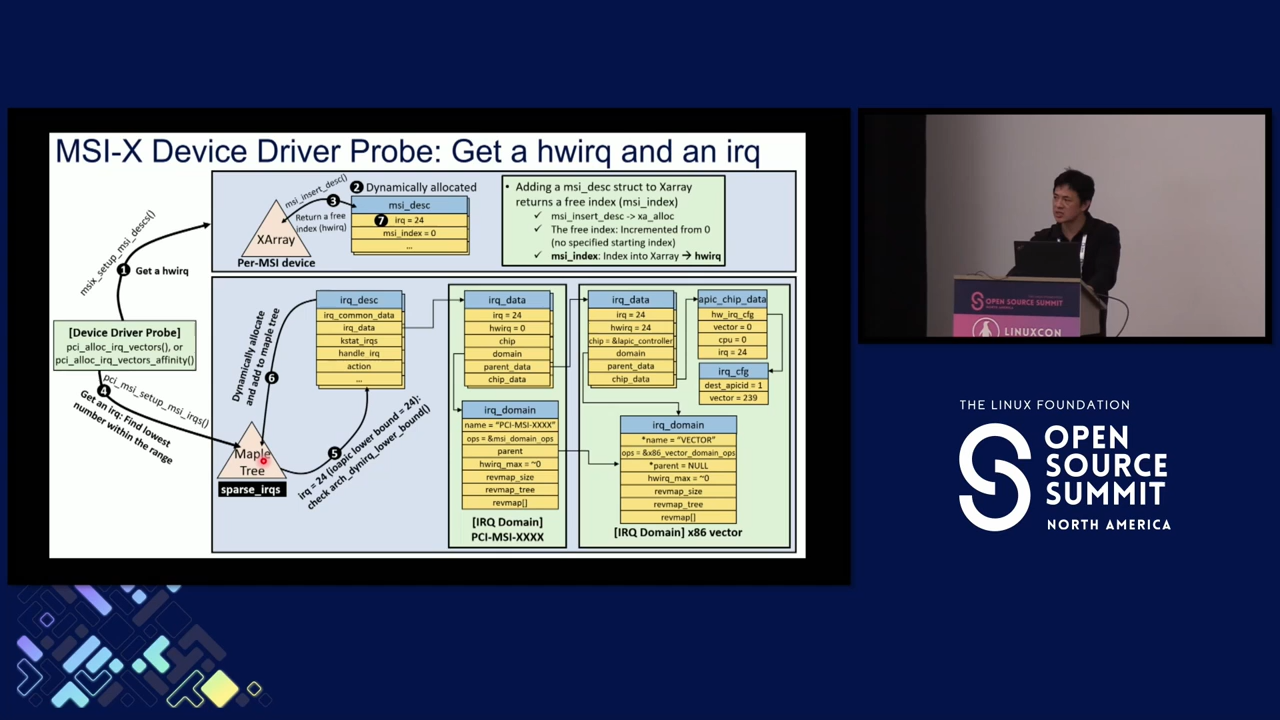 MSI-X Device Driver Probe: Get a hwirq and an irq
msix_setup_msi_descs()
1 Get a hwirq
[Device Driver Probe]
pci_alloc_irq_vectors(), or
pci_alloc_irq_vectors_affinity()
4
pci_msi_setup_msi_irqs()
Get an irq: Find lowest
number within the range
msi_insert_desc()
3
Return a free
index (hwirq)
XArray
Per-MSI device
2 Dynamically allocated
msi_desc
7 irq = 24
msi_index = 0
...
• Adding a msi_desc struct to Xarray
returns a free index (msi_index)
✓ msi_insert_desc -> xa_alloc
✓ The free index: Incremented from 0
(no specified starting index)
✓ msi_index: Index into Xarray → hwirq
Dynamically allocate
and add to maple tree
6
Maple
Tree
sparse_irqs
5
irq = 24 (ioapic lower bound = 24):
check arch_dynirq_lower_bound()
irq_desc
irq_common_data
irq_data
kstat_irqs
handle_irq
action
...
irq_data
irq = 24
hwirq = 0
chip
domain
parent_data
chip_data
irq_domain
name = "PCI-MSI-XXXX"
ops = &msi_domain_ops
parent
hwirq_max = ~0
revmap_size
revmap_tree
revmap[]
[IRQ Domain]
PCI-MSI-XXXX
irq_data
irq = 24
hwirq = 24
chip = &lapic_controller
domain
parent_data
chip_data
apic_chip_data
hw_irq_cfg
vector = 0
cpu = 0
irq = 24
irq_cfg
dest_apicid = 1
vector = 239
irq_domain
*name = "VECTOR"
ops = &x86_vector_domain_ops
*parent = NULL
hwirq_max = ~0
revmap_size
revmap_tree
revmap[]
[IRQ Domain] x86 vector
OPEN SOURCE SUMMIT
LINUXCON
THE LINUX FOUNDATION
OPEN
SOURCE
SUMMIT
NORTH AMERICA